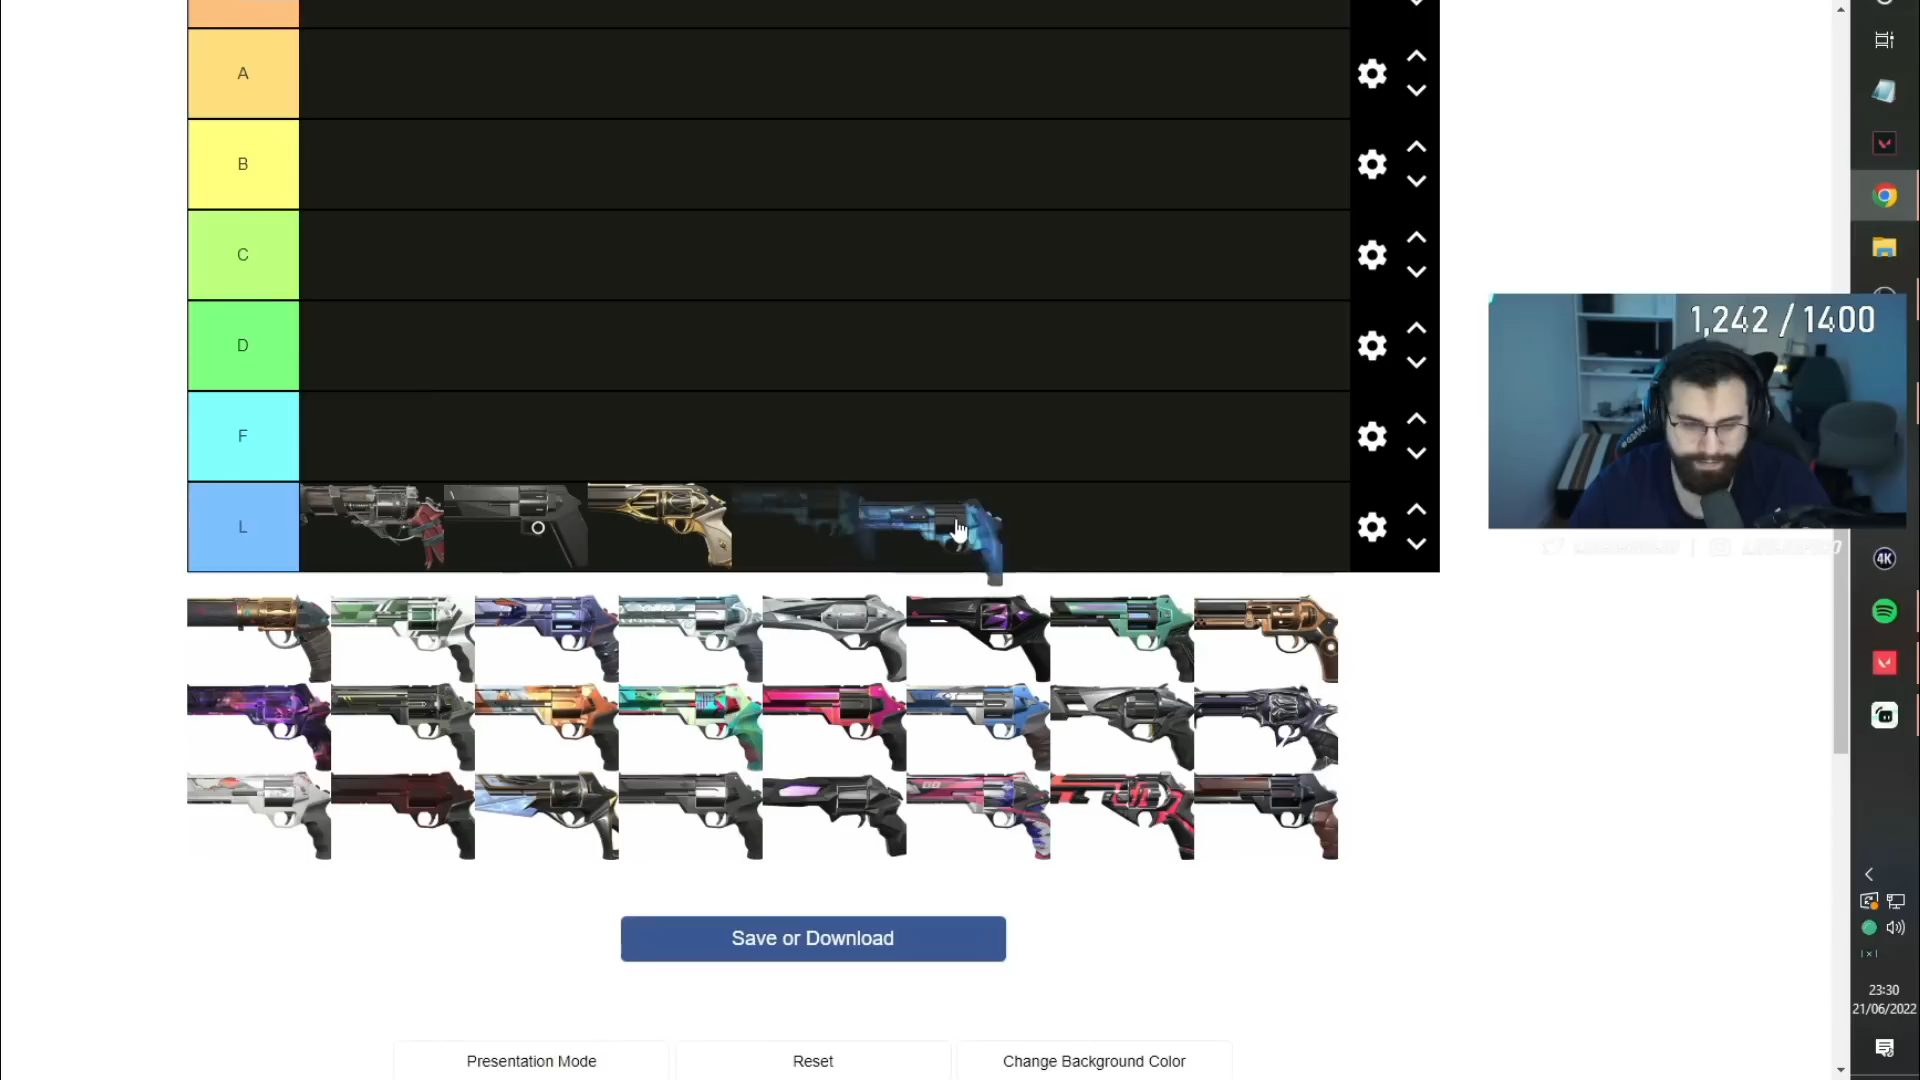 A
B
C
D
F
L
1,242 / 1400
4K
Save or Download
23:30
21/06/2022
Presentation Mode
Reset
Change Background Color